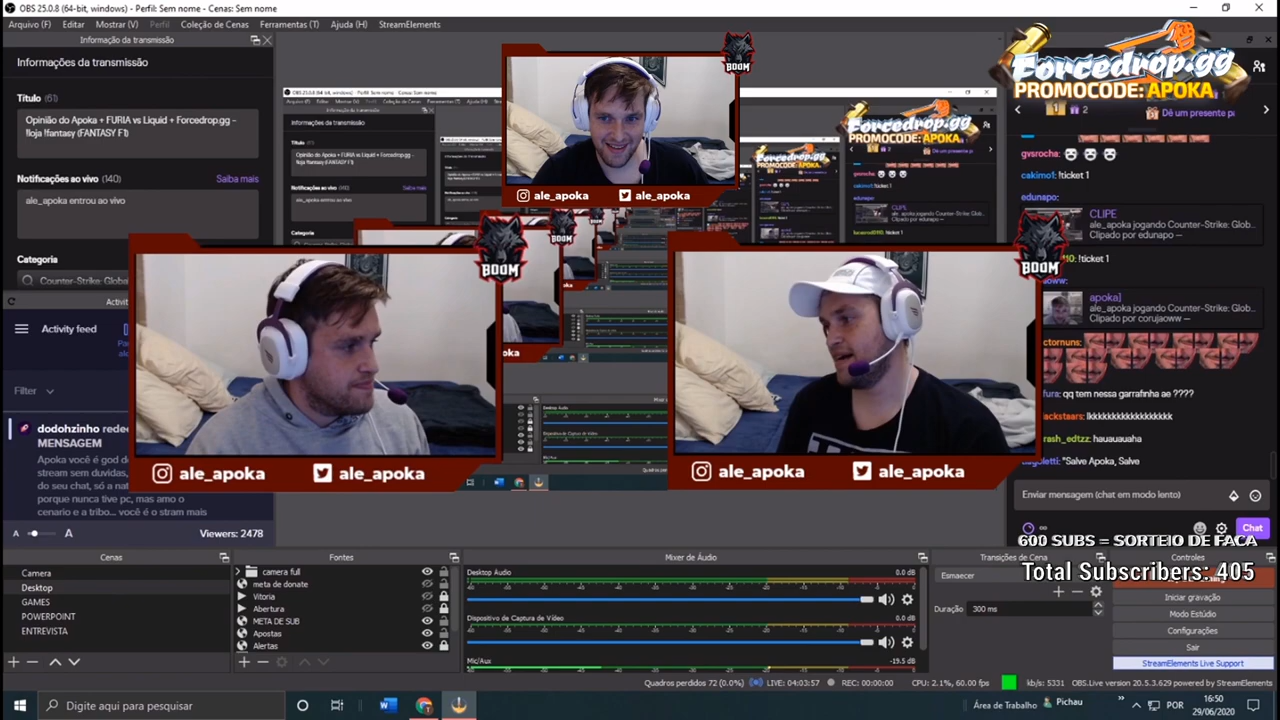 OBS 25.0.8 (64-bit, windows) - Perfil: Sem nome - Cenas: Sem nome
Arquivo (F) Editar Mostrar (V) Perfil Coleção de Cenas Ferramentas (T) Ajuda (H) StreamElements
Informação da transmissão
Informações da transmissão
Título (61)
Opinião do Apoka + FURIA vs Liquid + Forcedrop.gg -
!loja !fantasy (FANTASY F1)
Saiba mais
ale_apoka entrou ao vivo
Categoria
Activity feed
Filter
dodohzinho
MENSAGEM
Apoka você é god d
stream sem duvidas,
do seu chat, só a na
porque nunca tive pc, mas amo o
cenario e a tribo... você o stram mais
A A Viewers: 2478
BOOM
ale_apoka ale_apoka
BOOM
ale_apoka ale_apoka
BOOM
ale_apoka ale_apoka
Forcedrop.gg
PROMOCODE: APOKA
1 2 Dê um presente p
gvsrocha:
cakimo1: !ticket 1
edunapo:
CLIPE
ale_apoka jogando Counter-Strike: Glob...
Clipado por edunapo —
10: !ticket 1
apoka]
ale_apoka jogando Counter-Strike: Glob...
Clipado por corujaoww —
ctornuns:
fura: qq tem nessa garrafinha ae ????
ackstaars: lkkkkkkkkkkkkkkkkkk
rash_edtzz: hauauauaha
"Salve Apoka, Salve
Enviar mensagem (chat em modo lento)
Chat
600 SUBS = SORTEIO DE FACA
Total Subscribers: 405
Cenas
Camera
Desktop
GAMES
POWERPOINT
ENTREVISTA
Fontes
camera full
meta de donate
Vitoria
Abertura
META DE SUB
Apostas
Alertas
Mixer de Áudio
Desktop Áudio 0.0 dB
Dispositivo de Captura de Vídeo 0.0 dB
Mic/Aux -19.5 dB
Transições de Cena
Esmaecer
Duração 300 ms
Controles
Iniciar gravação
Modo Estúdio
Configurações
Sair
StreamElements Live Support
Quadros perdidos 72 (0.0%) LIVE: 04:03:57 REC: 00:00:00 CPU: 2.1%, 60.00 fps kb/s: 5331 OBS.Live version 20.5.3.629 powered by StreamElements
Digite aqui para pesquisar
Área de Trabalho Pichau POR 16:50
29/06/2020